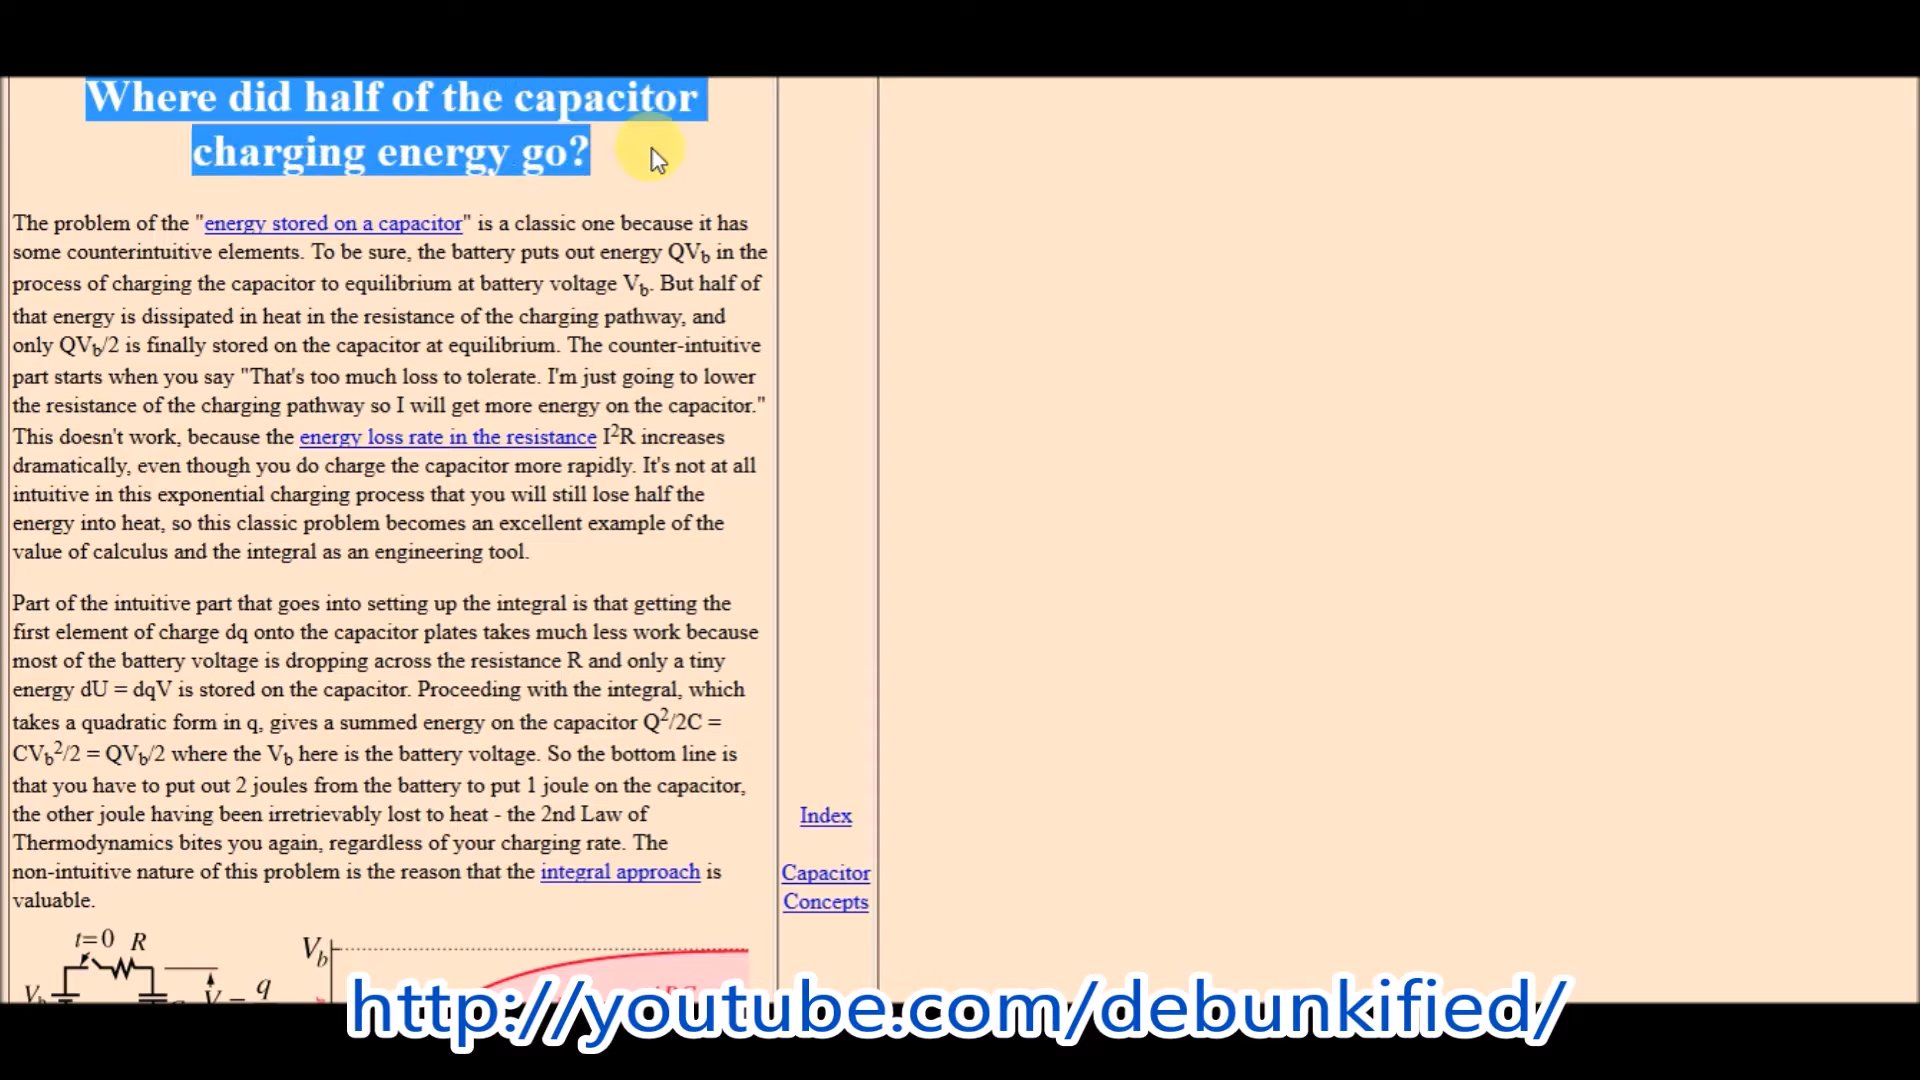 Where did half of the capacitor
charging energy go?
The problem of the "energy stored on a capacitor" is a classic one because it has
some counterintuitive elements. To be sure, the battery puts out energy QVb in the
process of charging the capacitor to equilibrium at battery voltage Vb. But half of
that energy is dissipated in heat in the resistance of the charging pathway, and
only QVb/2 is finally stored on the capacitor at equilibrium. The counter-intuitive
part starts when you say "That's too much loss to tolerate. I'm just going to lower
the resistance of the charging pathway so I will get more energy on the capacitor."
This doesn't work, because the energy loss rate in the resistance I²R increases
dramatically, even though you do charge the capacitor more rapidly. It's not at all
intuitive in this exponential charging process that you will still lose half the
energy into heat, so this classic problem becomes an excellent example of the
value of calculus and the integral as an engineering tool.
Part of the intuitive part that goes into setting up the integral is that getting the
first element of charge dq onto the capacitor plates takes much less work because
most of the battery voltage is dropping across the resistance R and only a tiny
energy dU = dqV is stored on the capacitor. Proceeding with the integral, which
takes a quadratic form in q, gives a summed energy on the capacitor Q²/2C =
CVb²/2 = QVb/2 where the Vb here is the battery voltage. So the bottom line is
that you have to put out 2 joules from the battery to put 1 joule on the capacitor,
the other joule having been irretrievably lost to heat - the 2nd Law of
Thermodynamics bites you again, regardless of your charging rate. The
non-intuitive nature of this problem is the reason that the integral approach is
valuable.
Index
Capacitor
Concepts
t=0 R
Vb
Vb
V = q
http://youtube.com/debunkified/